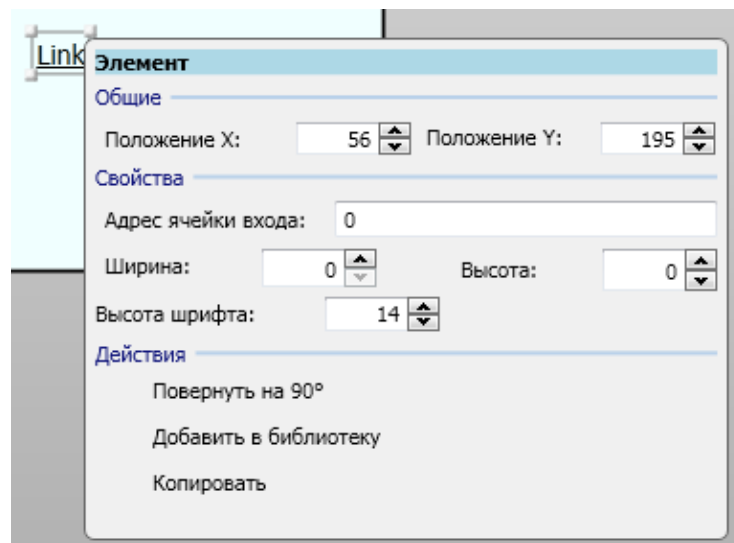 Link
Элемент
Общие
Положение X: 56 Положение Y: 195
Свойства
Адрес ячейки входа: 0
Ширина: 0 Высота: 0
Высота шрифта: 14
Действия
Повернуть на 90°
Добавить в библиотеку
Копировать